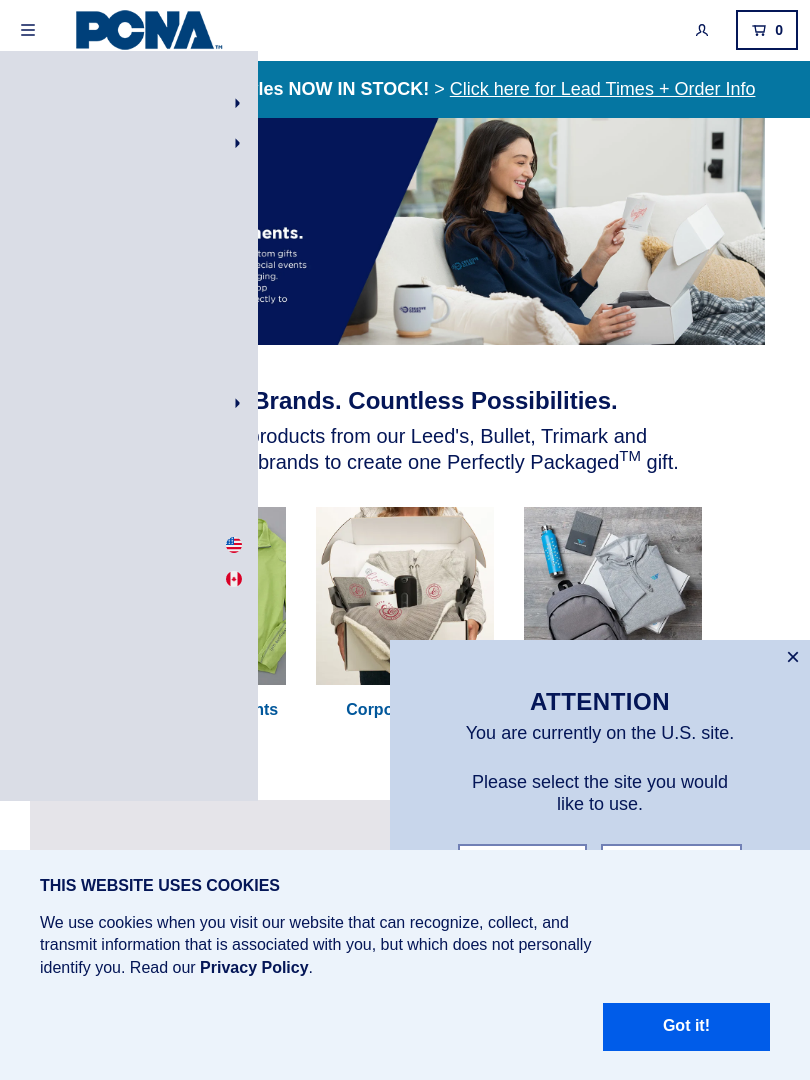 PCNA™
0
les NOW IN STOCK! > Click here for Lead Times + Order Info
nents.
tom gifts
ecial events
ging.
op
ectly to
Brands. Countless Possibilities.
products from our Leed's, Bullet, Trimark and
brands to create one Perfectly Packaged™ gift.
nts
Corpo
ATTENTION
You are currently on the U.S. site.
Please select the site you would
like to use.
THIS WEBSITE USES COOKIES
We use cookies when you visit our website that can recognize, collect, and
transmit information that is associated with you, but which does not personally
identify you. Read our Privacy Policy.
Got it!